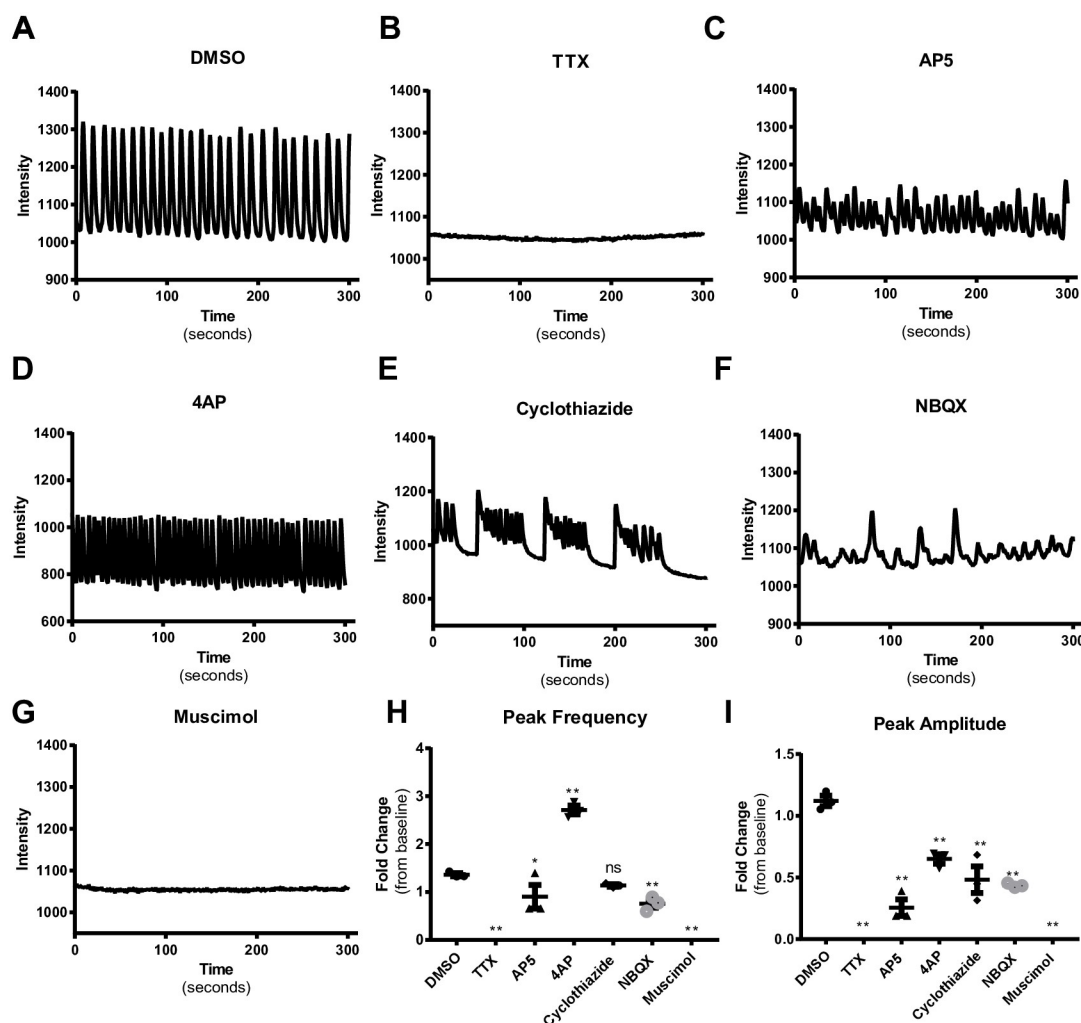 A
DMSO
1400
1300
1200
1100
1000
900
Intensity
0 100 200 300
Time
(seconds)
B
TTX
1400
1300
1200
1100
1000
Intensity
0 100 200 300
Time
(seconds)
C
AP5
1400
1300
1200
1100
1000
900
Intensity
0 100 200 300
Time
(seconds)
D
4AP
1400
1200
1000
800
600
Intensity
0 100 200 300
Time
(seconds)
E
Cyclothiazide
1400
1200
1000
800
Intensity
0 100 200 300
Time
(seconds)
F
NBQX
1400
1300
1200
1100
1000
900
Intensity
0 100 200 300
Time
(seconds)
G
Muscimol
1400
1300
1200
1100
1000
Intensity
0 100 200 300
Time
(seconds)
H
Peak Frequency
4
3
2
1
0
Fold Change
(from baseline)
**
*
**
ns
**
**
DMSO
TTX
AP5
4AP
Cyclothiazide
NBQX
Muscimol
I
Peak Amplitude
1.5
1.0
0.5
0.0
Fold Change
(from baseline)
**
**
**
**
**
**
DMSO
TTX
AP5
4AP
Cyclothiazide
NBQX
Muscimol